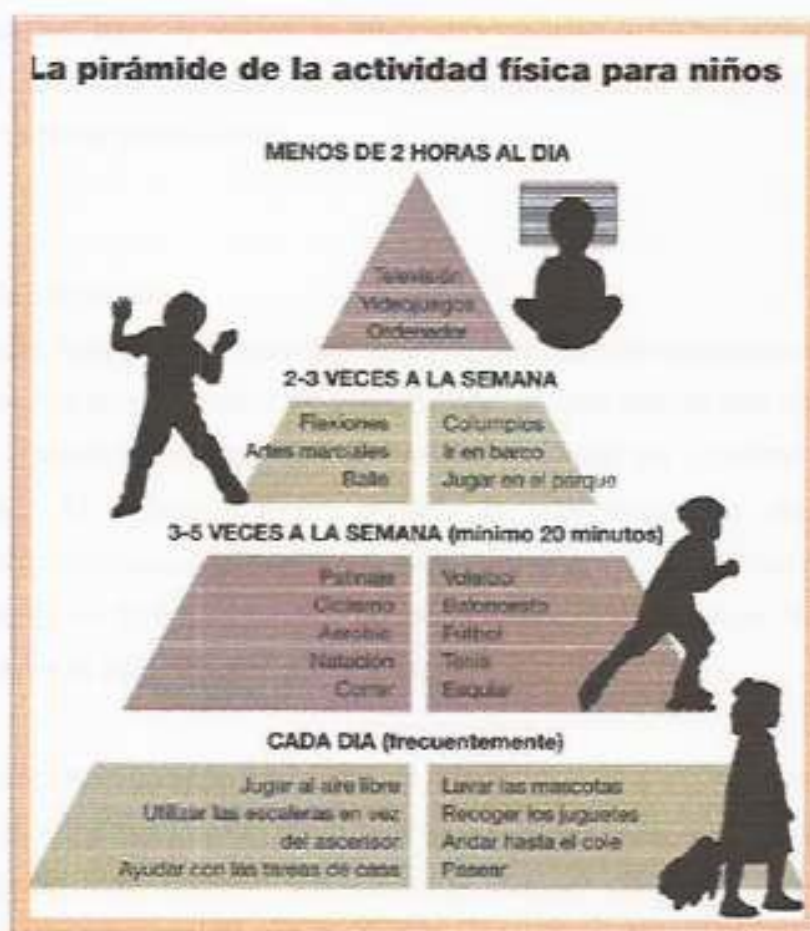 La pirámide de la actividad física para niños
MENOS DE 2 HORAS AL DIA
Televisión
Videojuegos
Ordenador
2-3 VECES A LA SEMANA
Flexiones
Artes marciales
Baile
Columpios
Ir en barco
Jugar en el parque
3-5 VECES A LA SEMANA (mínimo 20 minutos)
Patinaje
Ciclismo
Aerobic
Natación
Correr
Voleibol
Baloncesto
Fútbol
Tenis
Esquiar
CADA DIA (frecuentemente)
Jugar al aire libre
Utilizar las escaleras en vez
del ascensor
Ayudar con las tareas de casa
Lavar las mascotas
Recoger los juguetes
Andar hasta el cole
Pasear